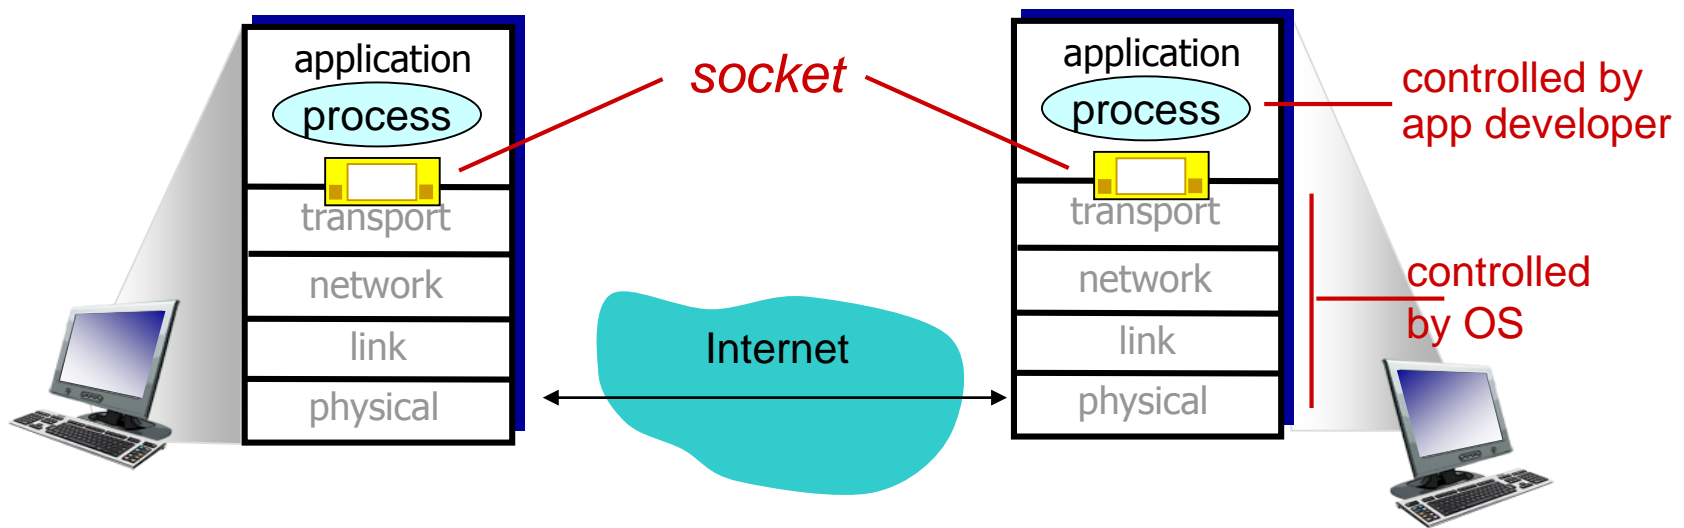 application
process
transport
network
link
physical
socket
Internet
application
process
transport
network
link
physical
controlled by
app developer
controlled
by OS